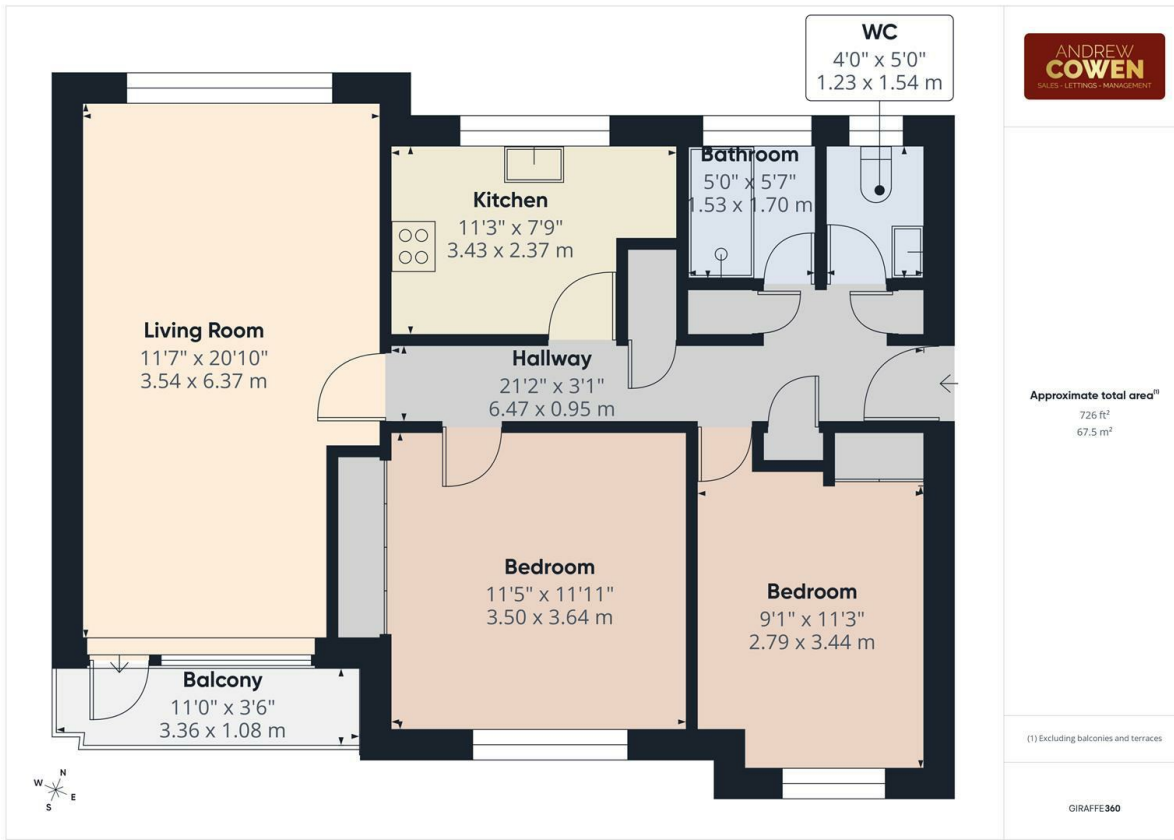 WC
4'0" x 5'0"
1.23 x 1.54 m
Bathroom
5'0" x 5'7"
1.53 x 1.70 m
Kitchen
11'3" x 7'9"
3.43 x 2.37 m
Living Room
11'7" x 20'10"
3.54 x 6.37 m
Hallway
21'2" x 3'1"
6.47 x 0.95 m
Bedroom
11'5" x 11'11"
3.50 x 3.64 m
Bedroom
9'1" x 11'3"
2.79 x 3.44 m
Balcony
11'0" x 3'6"
3.36 x 1.08 m
N
W
E
S
ANDREW
COWEN
SALES - LETTINGS - MANAGEMENT
Approximate total area(1)
726 ft²
67.5 m²
(1) Excluding balconies and terraces
GIRAFFE360